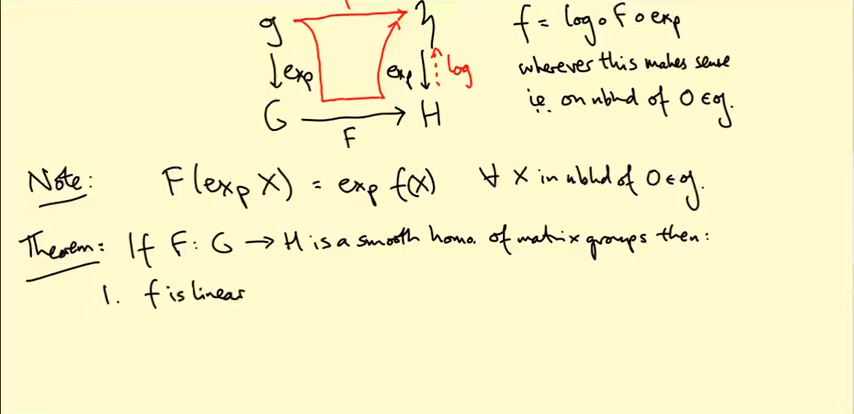 g h f = log∘F∘exp
↓exp exp↓ log wherever this makes sense
G → H i.e. on nbhd of 0 ∈ g.
F
Note: F(exp X) = exp f(X) ∀ X in nbhd of 0 ∈ g.
Theorem: If F: G → H is a smooth homo. of matrix groups then:
1. f is linear